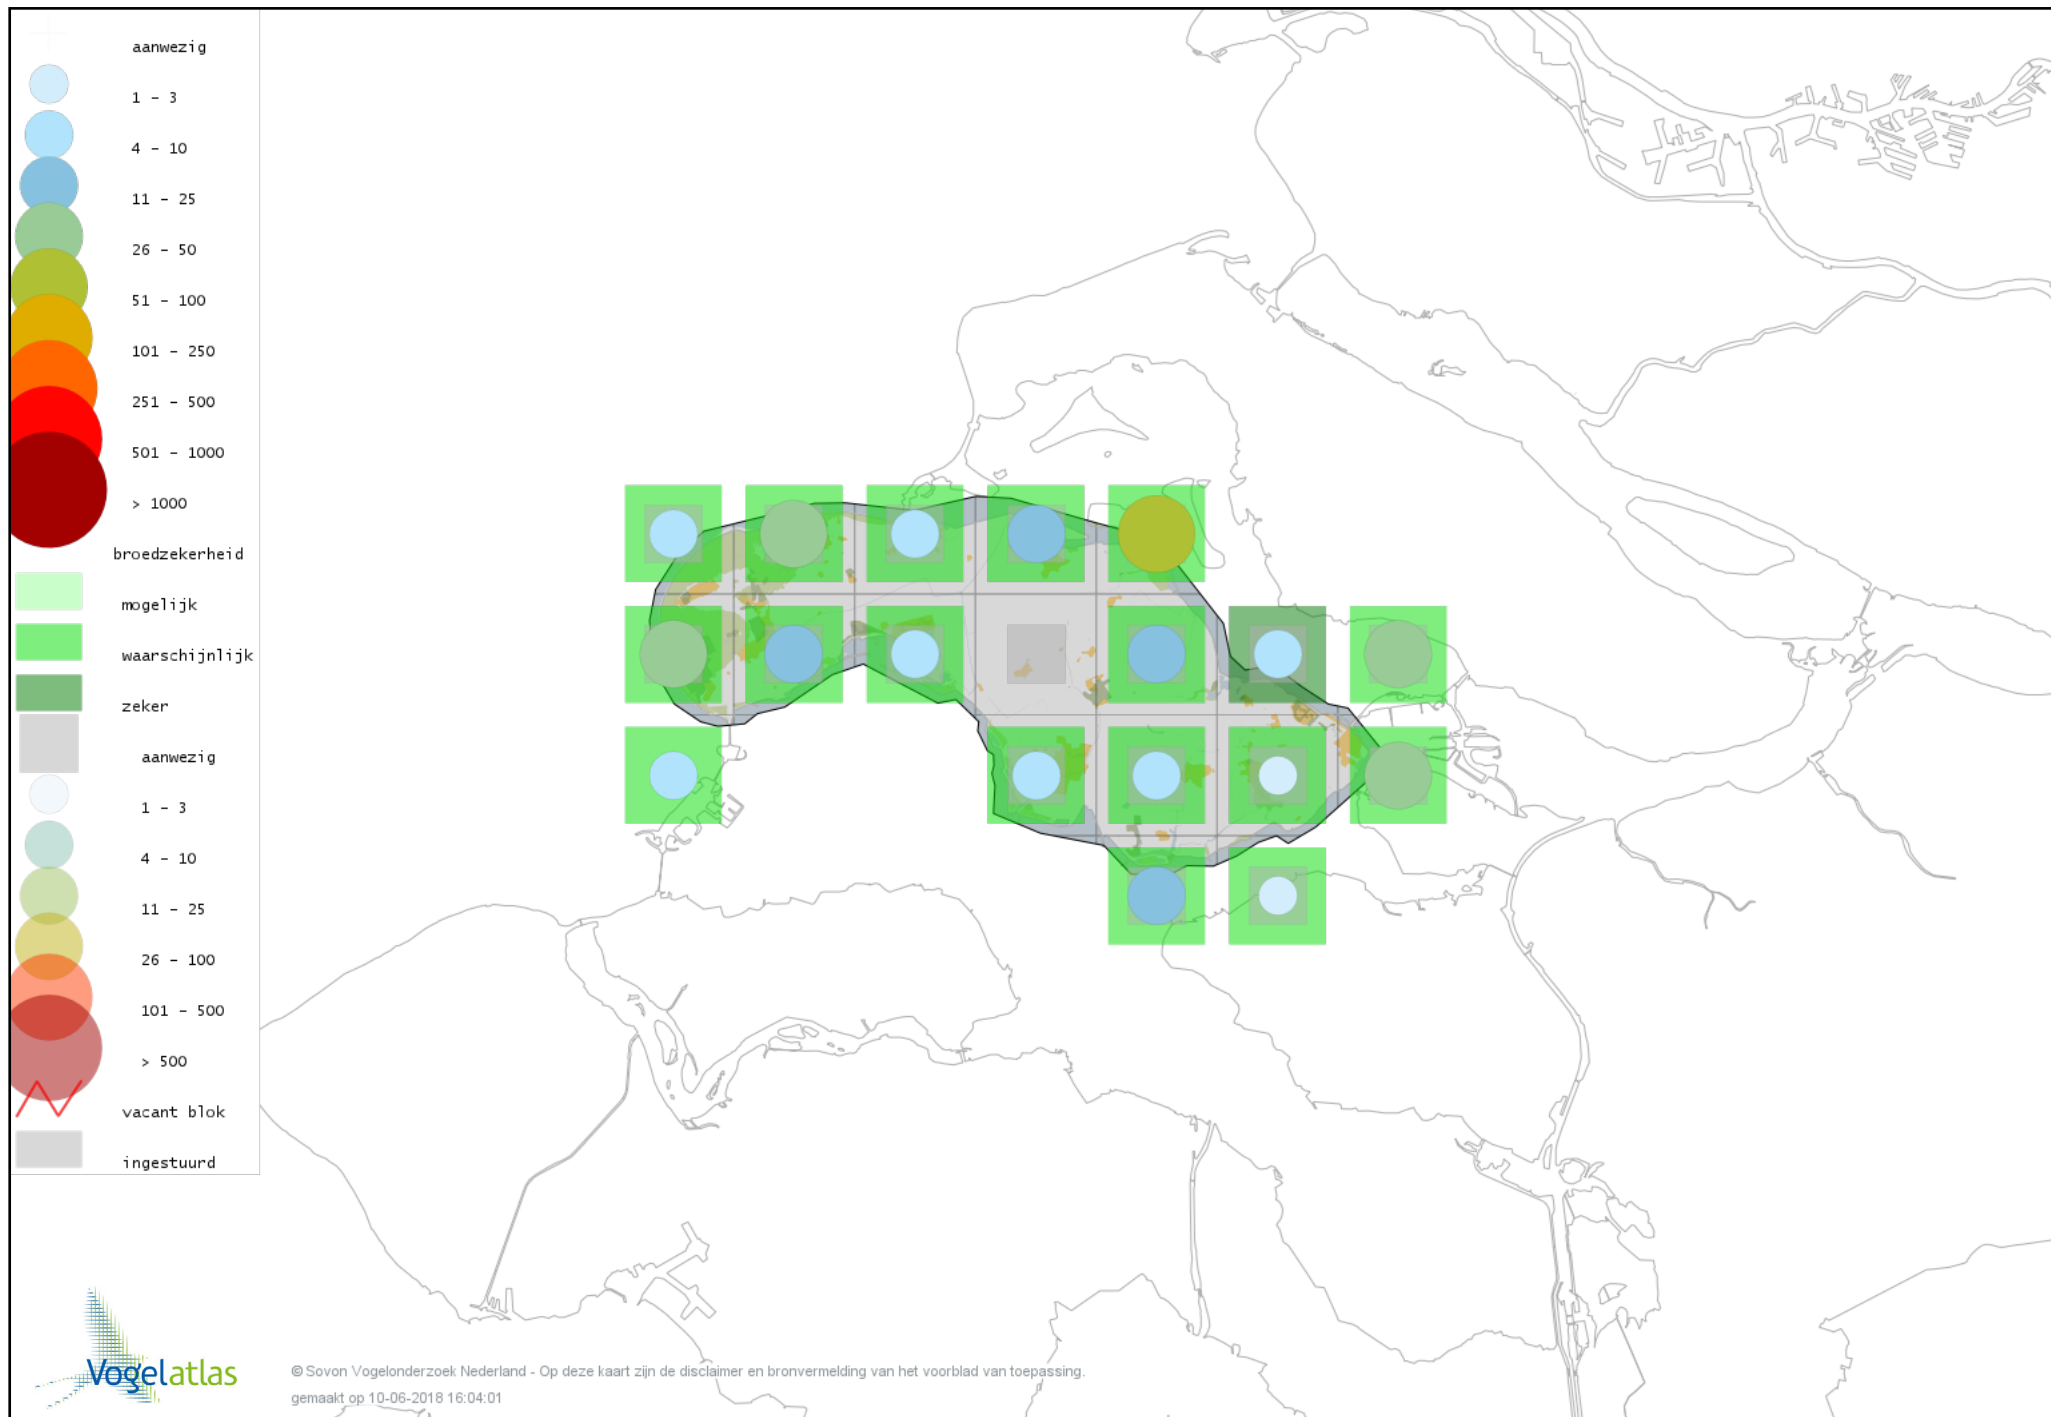 aanwezig
1 - 3
4 - 10
11 - 25
26 - 50
51 - 100
101 - 250
251 - 500
501 - 1000
> 1000
broedzekerheid
mogelijk
waarschijnlijk
zeker
aanwezig
1 - 3
4 - 10
11 - 25
26 - 100
101 - 500
> 500
vacant blok
ingestuurd
Vogelatlas
© Sovon Vogelonderzoek Nederland - Op deze kaart zijn de disclaimer en bronvermelding van het voorblad van toepassing.
gemaakt op 10-06-2018 16:04:01